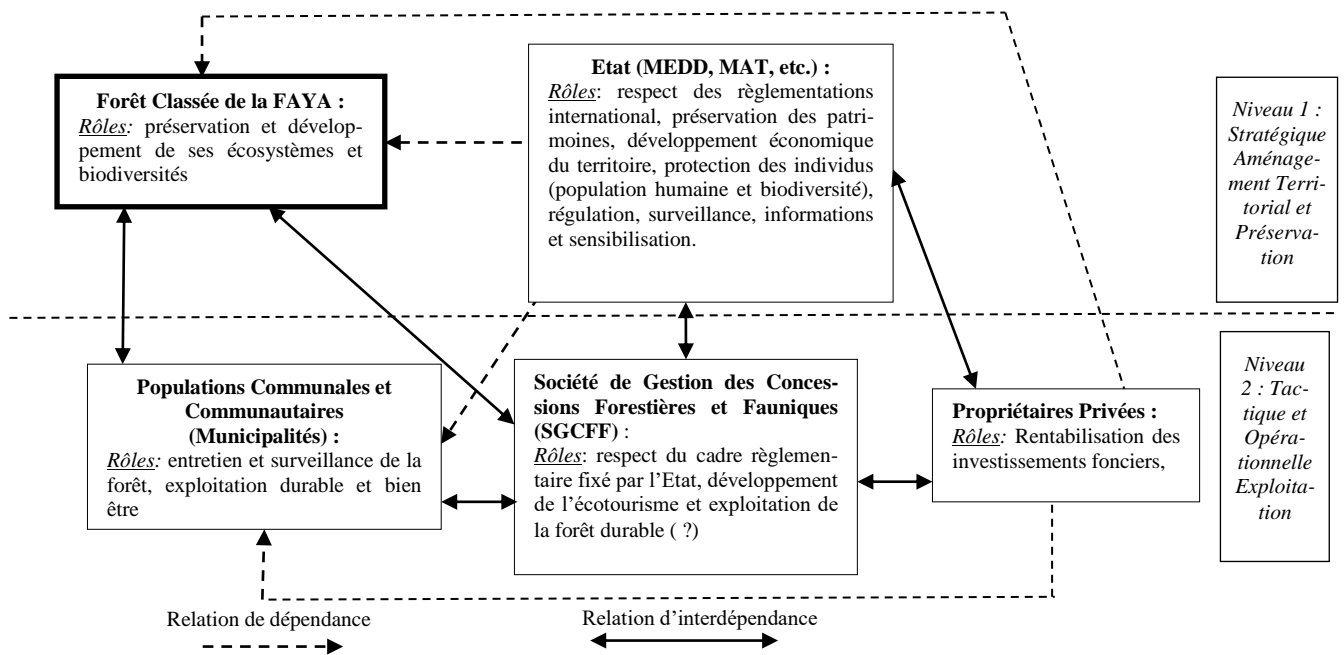 Forêt Classée de la FAYA :
Rôles: préservation et dévelop-
pement de ses écosystèmes et
biodiversités
Etat (MEDD, MAT, etc.) :
Rôles: respect des règlementations
international, préservation des patri-
moines, développement économique
du territoire, protection des individus
(population humaine et biodiversité),
régulation, surveillance, informations
et sensibilisation.
Niveau 1 :
Stratégique
Aménage-
ment Terri-
torial et
Préserva-
tion
Populations Communales et
Communautaires
(Municipalités) :
Rôles: entretien et surveillance de la
forêt, exploitation durable et bien
être
Société de Gestion des Conces-
sions Forestières et Fauniques
(SGCFF) :
Rôles: respect du cadre règlemen-
taire fixé par l'Etat, développement
de l'écotourisme et exploitation de
la forêt durable ( ?)
Propriétaires Privées :
Rôles: Rentabilisation des
investissements fonciers,
Niveau
2 : Tac-
tique et
Opéra-
tionnelle
Exploita-
tion
Relation de dépendance
Relation d'interdépendance